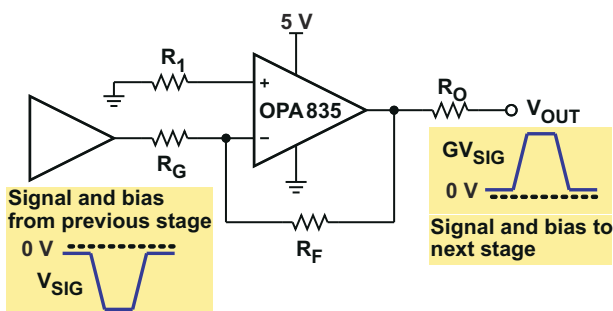 5 V
R1
+
OPA835
−
RG
RO
VOUT
GVSIG
0 V
Signal and bias to
next stage
Signal and bias
from previous stage
0 V
VSIG
RF